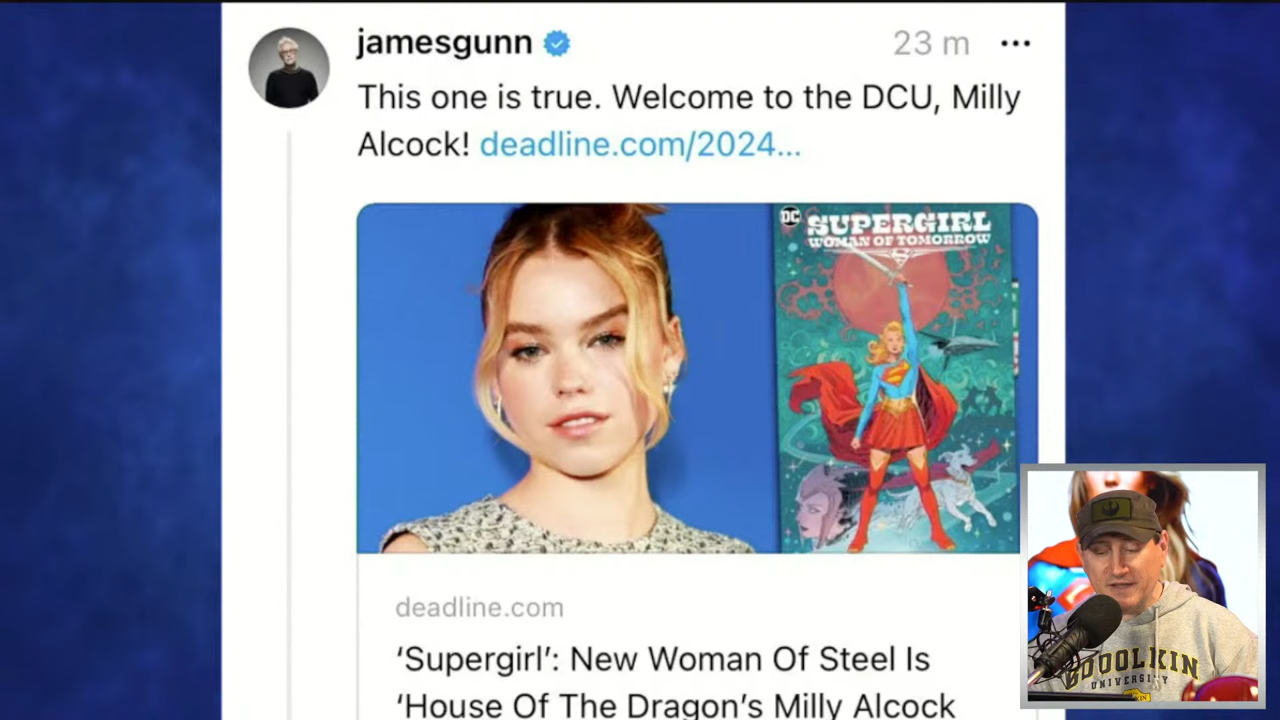 jamesgunn
23 m
This one is true. Welcome to the DCU, Milly
Alcock! deadline.com/2024...
DC
SUPERGIRL
WOMAN OF TOMORROW
deadline.com
‘Supergirl’: New Woman Of Steel Is
‘House Of The Dragon’s Milly Alcock
GODOLKIN
UNIVERSITY